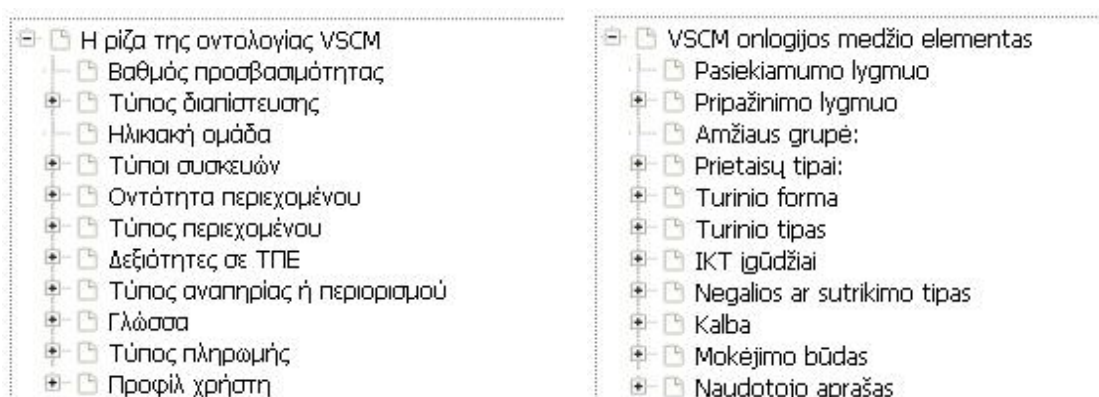 Η ρίζα της οντολογίας VSCM
Βαθμός προσβασιμότητας
Τύπος διαπίστευσης
Ηλικιακή ομάδα
Τύποι συσκευών
Οντότητα περιεχομένου
Τύπος περιεχομένου
Δεξιότητες σε ΤΠΕ
Τύπος αναπηρίας ή περιορισμού
Γλώσσα
Τύπος πληρωμής
Προφίλ χρήστη
VSCM onlogijos medžio elementas
Pasiekiamumo lygmuo
Pripažinimo lygmuo
Amžiaus grupė:
Prietaisų tipai:
Turinio forma
Turinio tipas
IKT įgūdžiai
Negalios ar sutrikimo tipas
Kalba
Mokėjimo būdas
Naudotojo aprašas